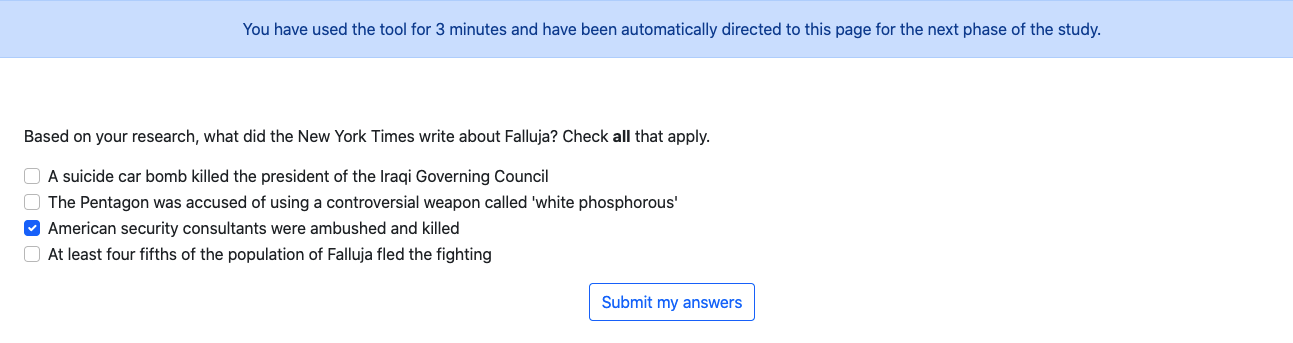 You have used the tool for 3 minutes and have been automatically directed to this page for the next phase of the study.
Based on your research, what did the New York Times write about Falluja? Check all that apply.
A suicide car bomb killed the president of the Iraqi Governing Council
The Pentagon was accused of using a controversial weapon called 'white phosphorous'
American security consultants were ambushed and killed
At least four fifths of the population of Falluja fled the fighting
Submit my answers